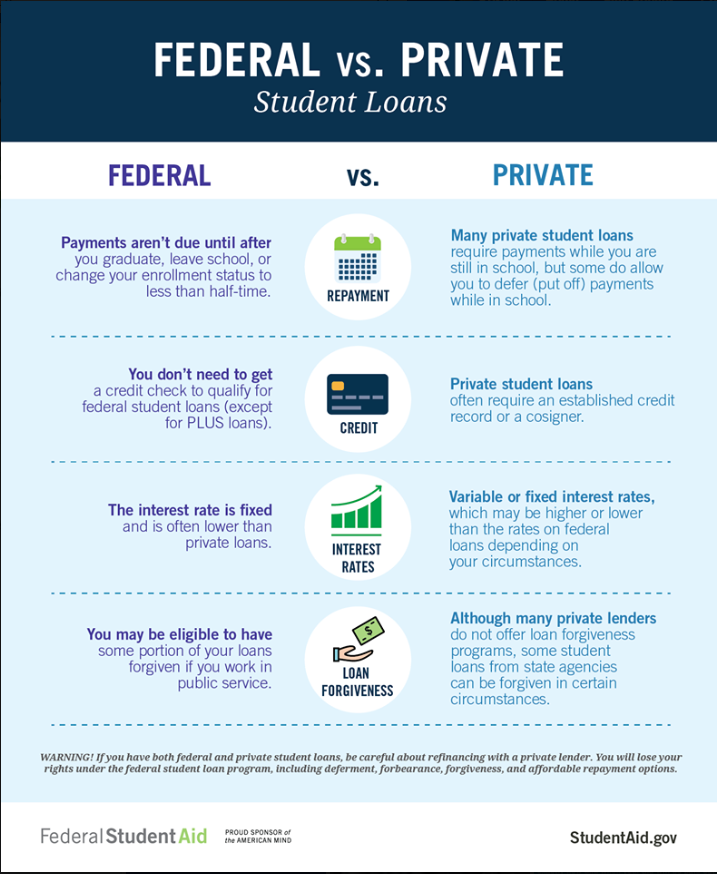 FEDERAL vs. PRIVATE
Student Loans
FEDERAL
vs.
PRIVATE
Payments aren't due until after
you graduate, leave school, or
change your enrollment status to
less than half-time.
REPAYMENT
Many private student loans
require payments while you are
still in school, but some do allow
you to defer (put off) payments
while in school.
You don't need to get
a credit check to qualify for
federal student loans (except
for PLUS loans).
CREDIT
Private student loans
often require an established credit
record or a cosigner.
The interest rate is fixed
and is often lower than
private loans.
INTEREST
RATES
Variable or fixed interest rates,
which may be higher or lower
than the rates on federal
loans depending on
your circumstances.
You may be eligible to have
some portion of your loans
forgiven if you work in
public service.
$
LOAN
FORGIVENESS
Although many private lenders
do not offer loan forgiveness
programs, some student
loans from state agencies
can be forgiven in certain
circumstances.
WARNING! If you have both federal and private student loans, be careful about refinancing with a private lender. You will lose your
rights under the federal student loan program, including deferment, forbearance, forgiveness, and affordable repayment options.
FederalStudentAid
PROUD SPONSOR of
the AMERICAN MIND
StudentAid.gov